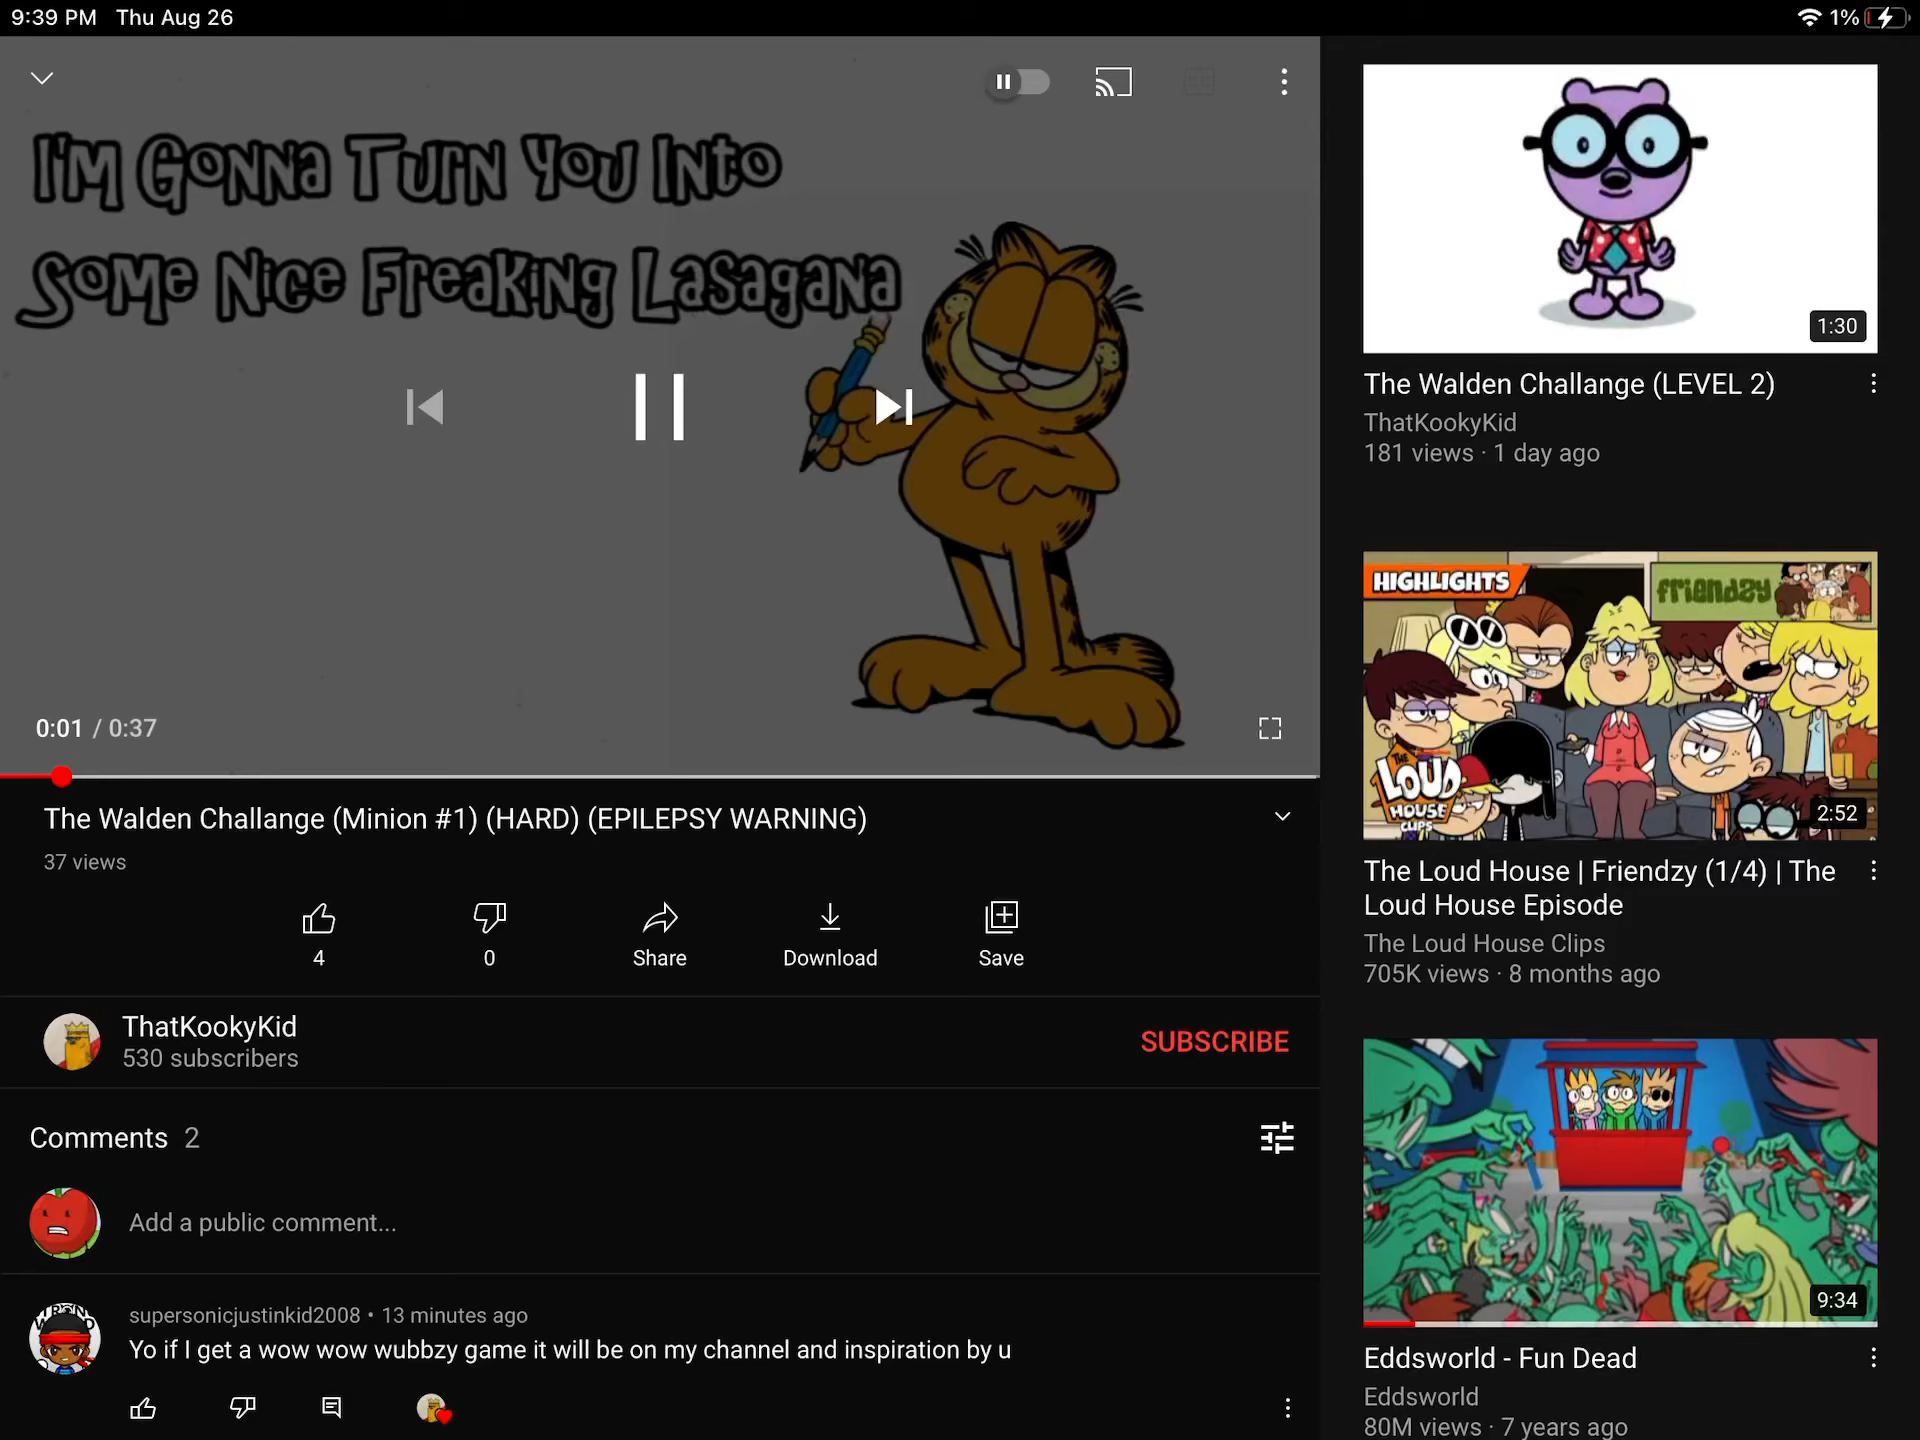 9:39 PM Thu Aug 26
1%
I'm Gonna Turn You Into
Some Nice Freaking Lasagana
0:01 / 0:37
The Walden Challange (Minion #1) (HARD) (EPILEPSY WARNING)
37 views
4
0
Share
Download
Save
ThatKookyKid
530 subscribers
SUBSCRIBE
Comments 2
Add a public comment...
supersonicjustinkid2008 • 13 minutes ago
Yo if I get a wow wow wubbzy game it will be on my channel and inspiration by u
1:30
The Walden Challange (LEVEL 2)
ThatKookyKid
181 views · 1 day ago
HIGHLIGHTS
friendzy
THE
LOUD
HOUSE
CLIPS
2:52
The Loud House | Friendzy (1/4) | The
Loud House Episode
The Loud House Clips
705K views · 8 months ago
9:34
Eddsworld - Fun Dead
Eddsworld
80M views · 7 years ago